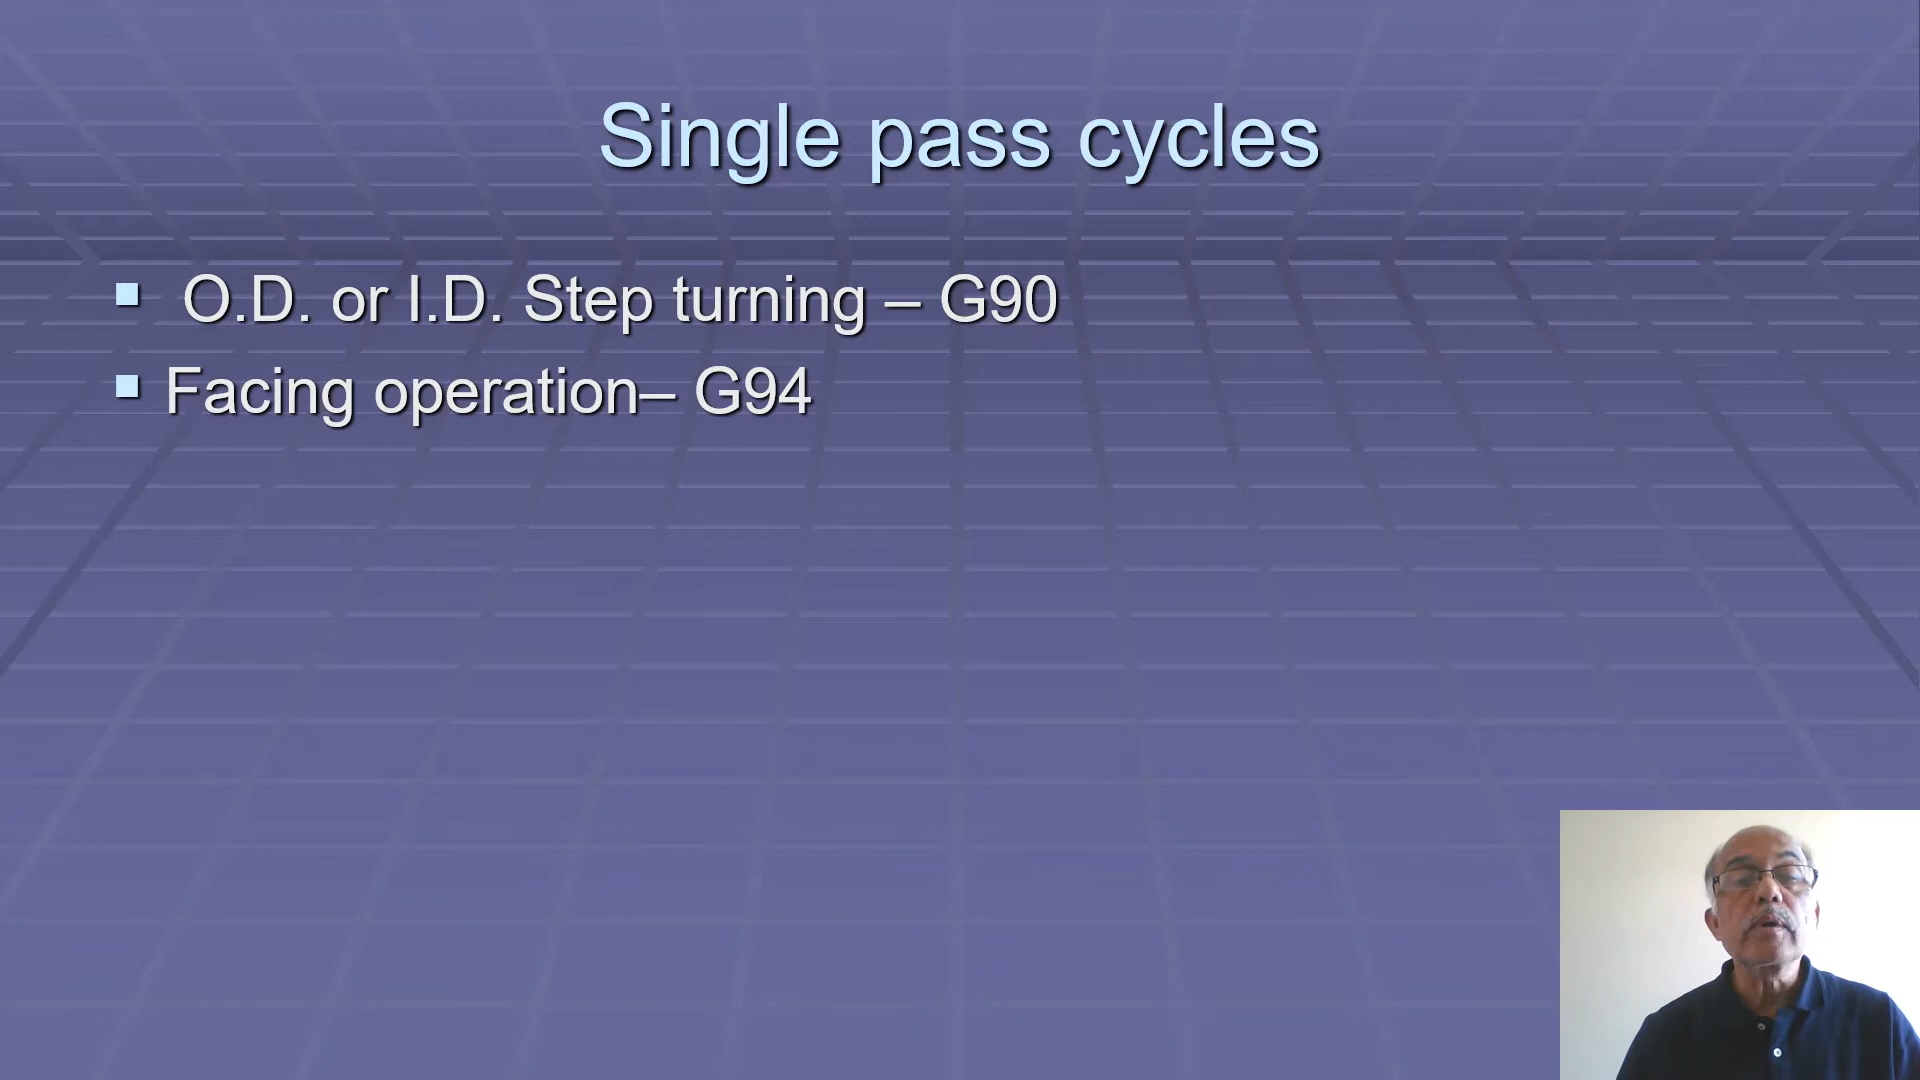 Single pass cycles
O.D. or I.D. Step turning – G90
Facing operation– G94